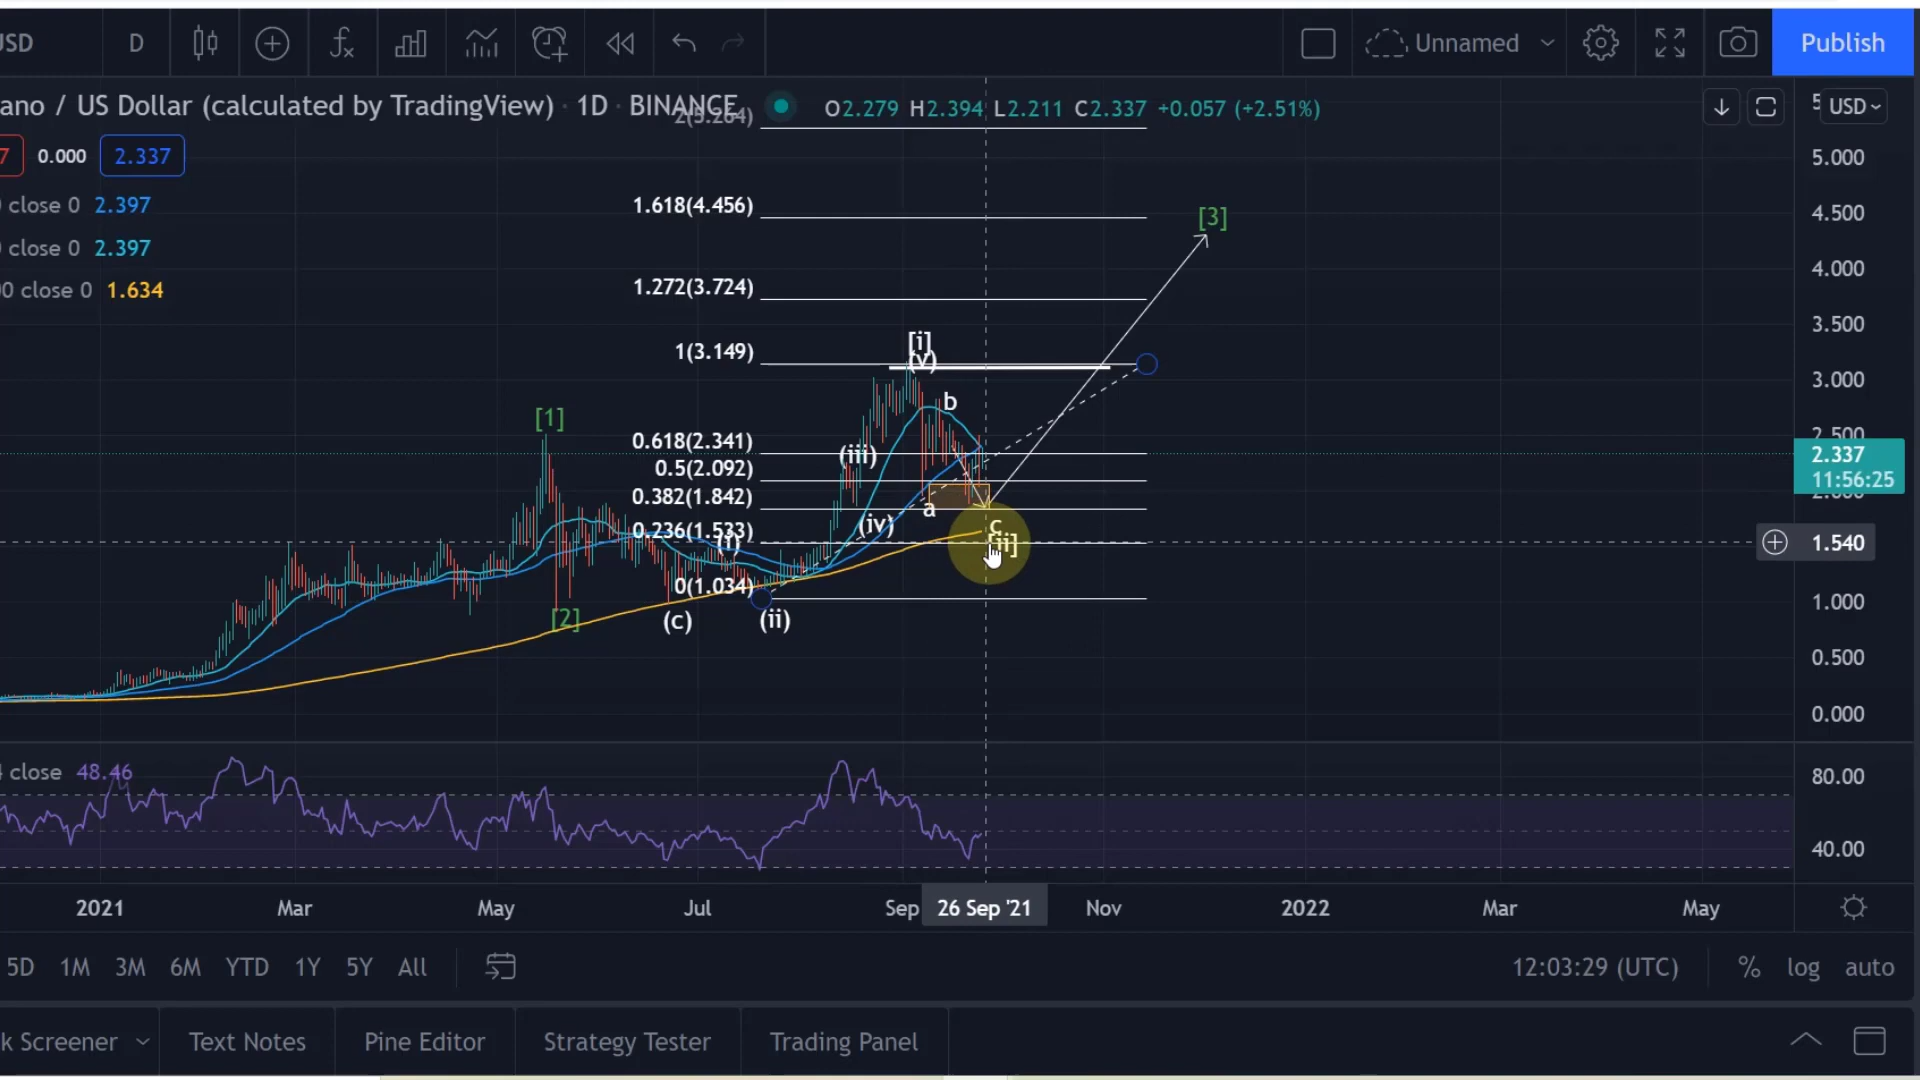 USD D Unnamed Publish
ano / US Dollar (calculated by TradingView) · 1D · BINANCE O2.279 H2.394 L2.211 C2.337 +0.057 (+2.51%) USD
2(5.264)
7 0.000 2.337 5.000
close 0 2.397 1.618(4.456) [3] 4.500
close 0 2.397 4.000
0 close 0 1.634 1.272(3.724)
[i] 3.500
1(3.149) (v)
3.000
[1] b
0.618(2.341) (iii) 2.500
2.337
0.5(2.092) 11:56:25
0.382(1.842) a
0.236(1.533) (iv) c
(i) [ii] 1.540
0(1.034) 1.000
[2] (c) (ii)
0.500
0.000
close 48.46 80.00
40.00
2021 Mar May Jul Sep 26 Sep '21 Nov 2022 Mar May
5D 1M 3M 6M YTD 1Y 5Y All 12:03:29 (UTC) % log auto
k Screener Text Notes Pine Editor Strategy Tester Trading Panel